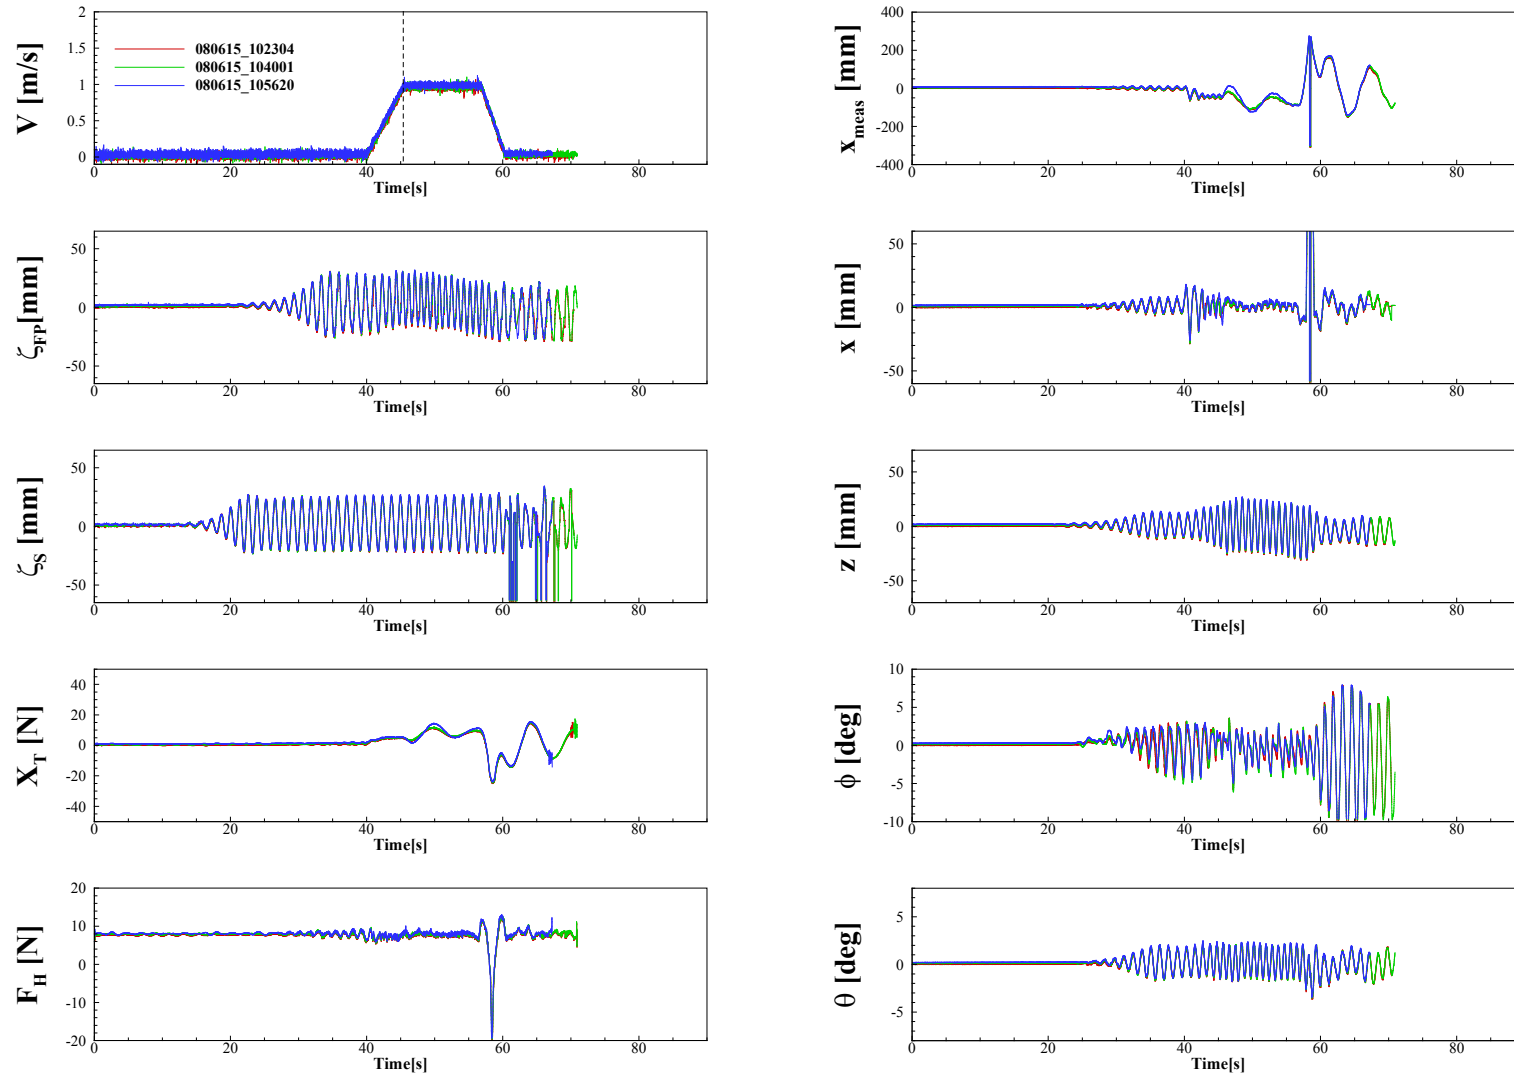 V [m/s]
2
1.5
1
0.5
0
080615_102304
080615_104001
080615_105620
0 20 40 60 80
Time[s]
x_meas [mm]
400
200
0
-200
-400
0 20 40 60 80
Time[s]
ζ_FP[mm]
50
0
-50
0 20 40 60 80
Time[s]
x [mm]
50
0
-50
0 20 40 60 80
Time[s]
ζ_S [mm]
50
0
-50
0 20 40 60 80
Time[s]
z [mm]
50
0
-50
0 20 40 60 80
Time[s]
X_T [N]
40
20
0
-20
-40
0 20 40 60 80
Time[s]
ϕ [deg]
10
5
0
-5
-10
0 20 40 60 80
Time[s]
F_H [N]
20
10
0
-10
-20
0 20 40 60 80
Time[s]
θ [deg]
5
0
-5
0 20 40 60 80
Time[s]